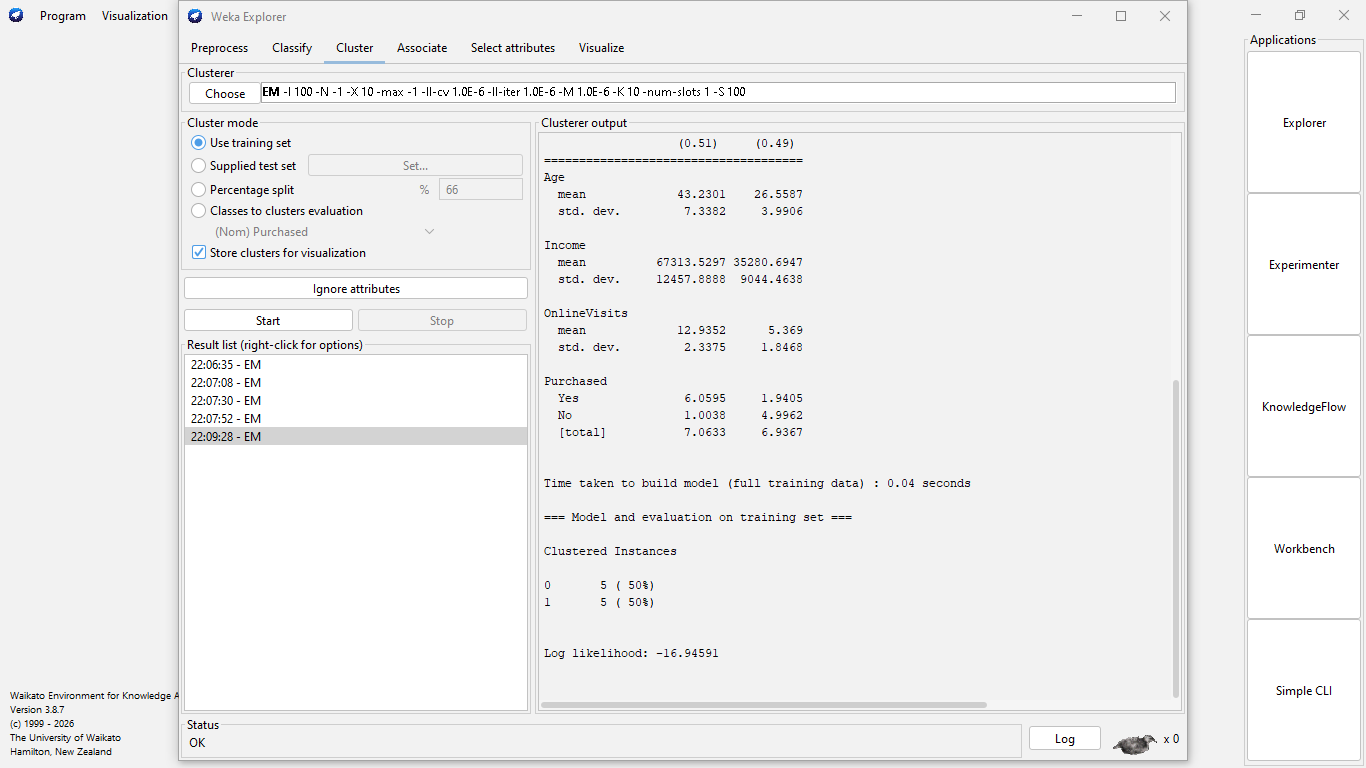 Program Visualization
Weka Explorer
Preprocess Classify Cluster Associate Select attributes Visualize
Clusterer
Choose EM -I 100 -N -1 -X 10 -max -1 -ll-cv 1.0E-6 -ll-iter 1.0E-6 -M 1.0E-6 -K 10 -num-slots 1 -S 100
Cluster mode
Use training set
Supplied test set Set...
Percentage split % 66
Classes to clusters evaluation
(Nom) Purchased
Store clusters for visualization
Ignore attributes
Start Stop
Result list (right-click for options)
22:06:35 - EM
22:07:08 - EM
22:07:30 - EM
22:07:52 - EM
22:09:28 - EM
Clusterer output
(0.51) (0.49)
=====================================
Age
mean 43.2301 26.5587
std. dev. 7.3382 3.9906
Income
mean 67313.5297 35280.6947
std. dev. 12457.8888 9044.4638
OnlineVisits
mean 12.9352 5.369
std. dev. 2.3375 1.8468
Purchased
Yes 6.0595 1.9405
No 1.0038 4.9962
[total] 7.0633 6.9367
Time taken to build model (full training data) : 0.04 seconds
=== Model and evaluation on training set ===
Clustered Instances
0 5 ( 50%)
1 5 ( 50%)
Log likelihood: -16.94591
Status
OK
Log x 0
Applications
Explorer
Experimenter
KnowledgeFlow
Workbench
Simple CLI
Waikato Environment for Knowledge A
Version 3.8.7
(c) 1999 - 2026
The University of Waikato
Hamilton, New Zealand